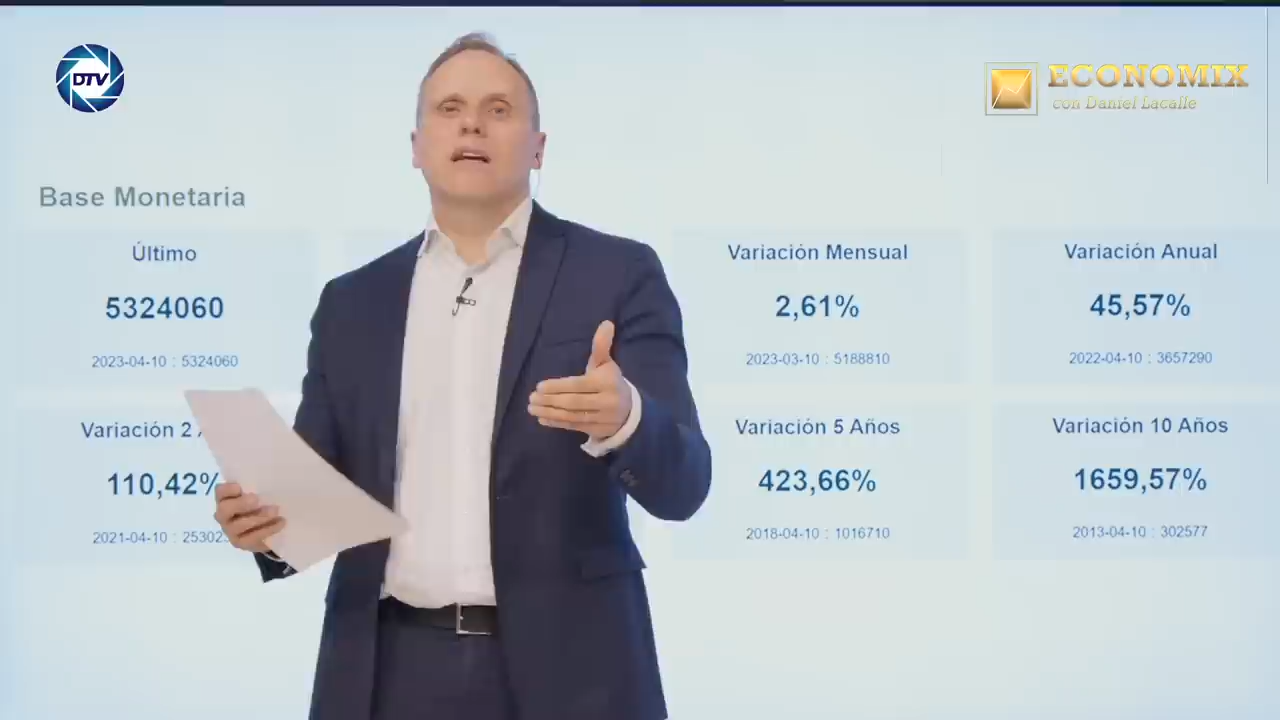 DTV
ECONOMIX
con Daniel Lacalle
Base Monetaria
Último
5324060
2023-04-10 : 5324060
Variación Mensual
2,61%
2023-03-10 : 5188810
Variación Anual
45,57%
2022-04-10 : 3657290
Variación 2
110,42%
2021-04-10 :
Variación 5 Años
423,66%
2018-04-10 : 1016710
Variación 10 Años
1659,57%
2013-04-10 : 302577